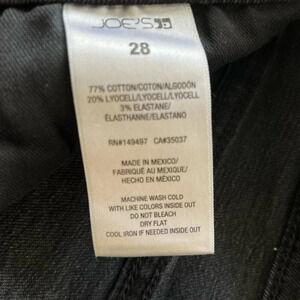 JOE'S
28
77% COTTON/COTON/ALGODÓN
20% LYOCELL/LYOCELL/LYOCELL
3% ELASTANE/
ÉLASTHANNE/ELASTANO
RN#149497 CA#35037
MADE IN MEXICO/
FABRIQUÉ AU MEXIQUE/
HECHO EN MÉXICO
MACHINE WASH COLD
WITH LIKE COLORS INSIDE OUT
DO NOT BLEACH
DRY FLAT
COOL IRON IF NEEDED INSIDE OUT